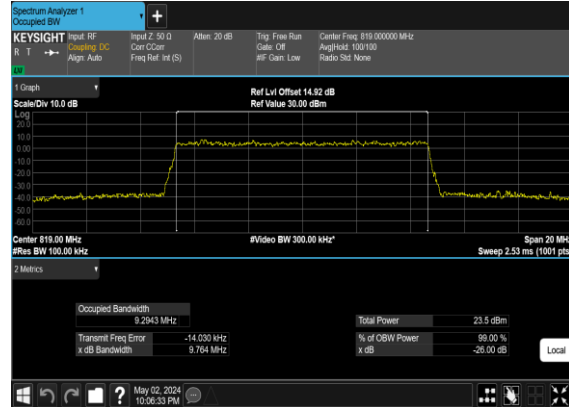 Spectrum Analyzer 1
Occupied BW
+
KEYSIGHT
R T
LM
Input: RF
Coupling: DC
Align: Auto
Input Z: 50 Ω
Corr CCorr
Freq Ref: Int (S)
Atten: 20 dB
Trig: Free Run
Gate: Off
#IF Gain: Low
Center Freq: 819.000000 MHz
Avg|Hold: 100/100
Radio Std: None
1 Graph
Scale/Div 10.0 dB
Ref Lvl Offset 14.92 dB
Ref Value 30.00 dBm
Log
20.0
10.0
0.00
-10.0
-20.0
-30.0
-40.0
-50.0
-60.0
Center 819.00 MHz
#Res BW 100.00 kHz
#Video BW 300.00 kHz*
Span 20 MHz
Sweep 2.53 ms (1001 pts
2 Metrics
Occupied Bandwidth
9.2943 MHz
Total Power 23.5 dBm
Transmit Freq Error -14.030 kHz
% of OBW Power 99.00 %
x dB Bandwidth 9.764 MHz
x dB -26.00 dB
Local
?
May 02, 2024
10:06:33 PM